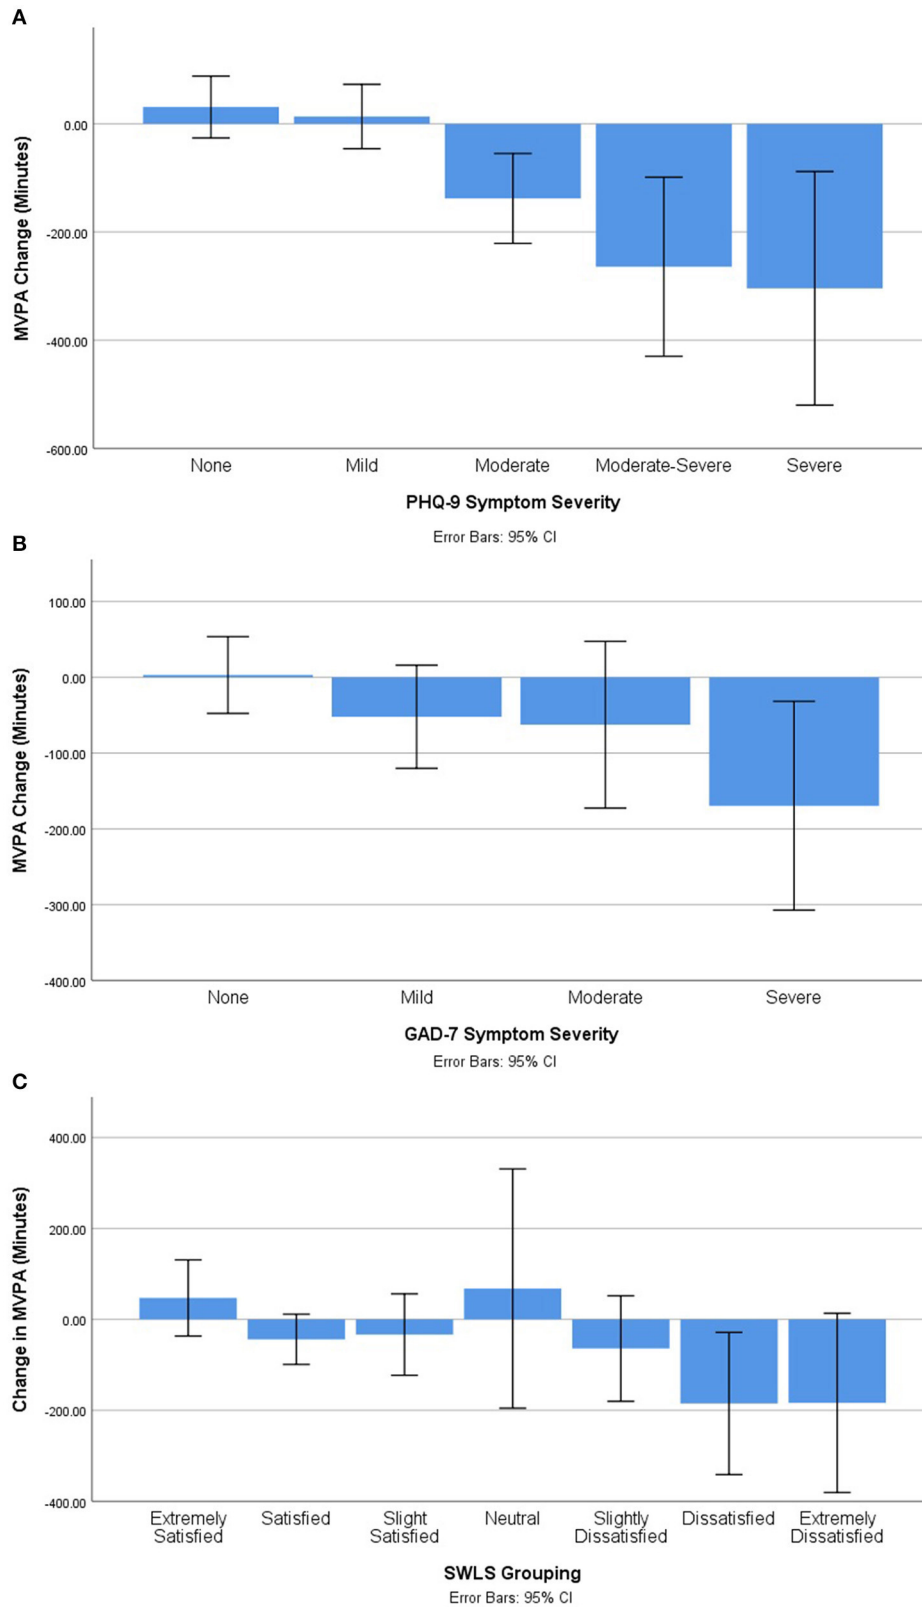 A
MVPA Change (Minutes)
0.00
-200.00
-400.00
-600.00
None Mild Moderate Moderate-Severe Severe
PHQ-9 Symptom Severity
Error Bars: 95% CI
B
MVPA Change (Minutes)
100.00
0.00
-100.00
-200.00
-300.00
-400.00
None Mild Moderate Severe
GAD-7 Symptom Severity
Error Bars: 95% CI
C
Change in MVPA (Minutes)
400.00
200.00
0.00
-200.00
-400.00
Extremely Satisfied Slight Neutral Slightly Dissatisfied Extremely
Satisfied Satisfied Dissatisfied Dissatisfied
SWLS Grouping
Error Bars: 95% CI